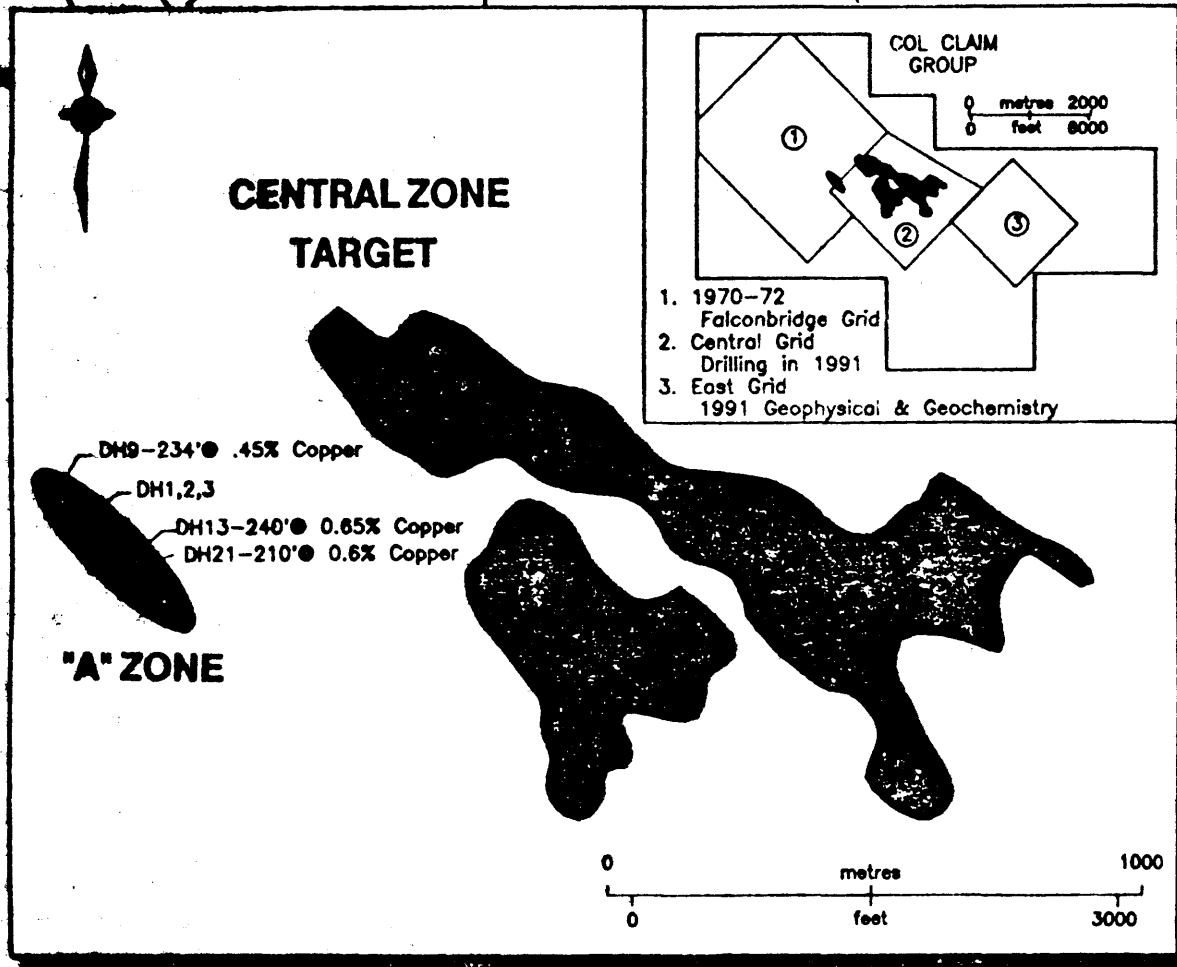 COL CLAIM
GROUP
0 metres 2000
0 feet 6000
1
2
3
1. 1970-72
Falconbridge Grid
2. Central Grid
Drilling in 1991
3. East Grid
1991 Geophysical & Geochemistry
CENTRAL ZONE
TARGET
DH9-234'@ .45% Copper
DH1,2,3
DH13-240'@ 0.65% Copper
DH21-210'@ 0.6% Copper
"A" ZONE
0 metres 1000
0 feet 3000